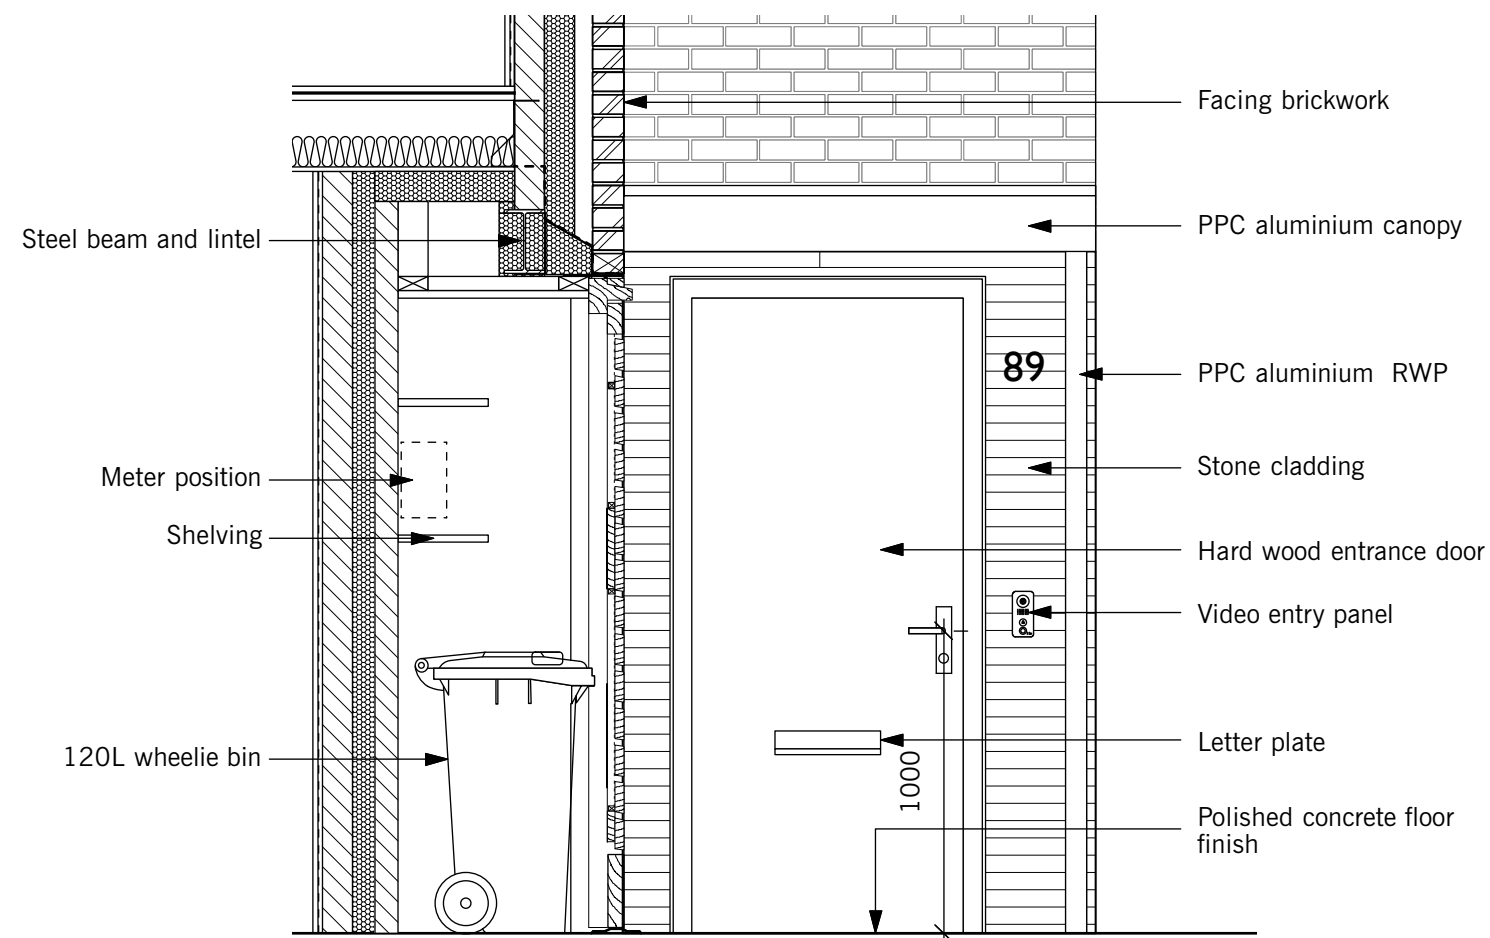 Facing brickwork
PPC aluminium canopy
Steel beam and lintel
89
PPC aluminium RWP
Stone cladding
Meter position
Shelving
Hard wood entrance door
Video entry panel
Letter plate
120L wheelie bin
1000
Polished concrete floor
finish